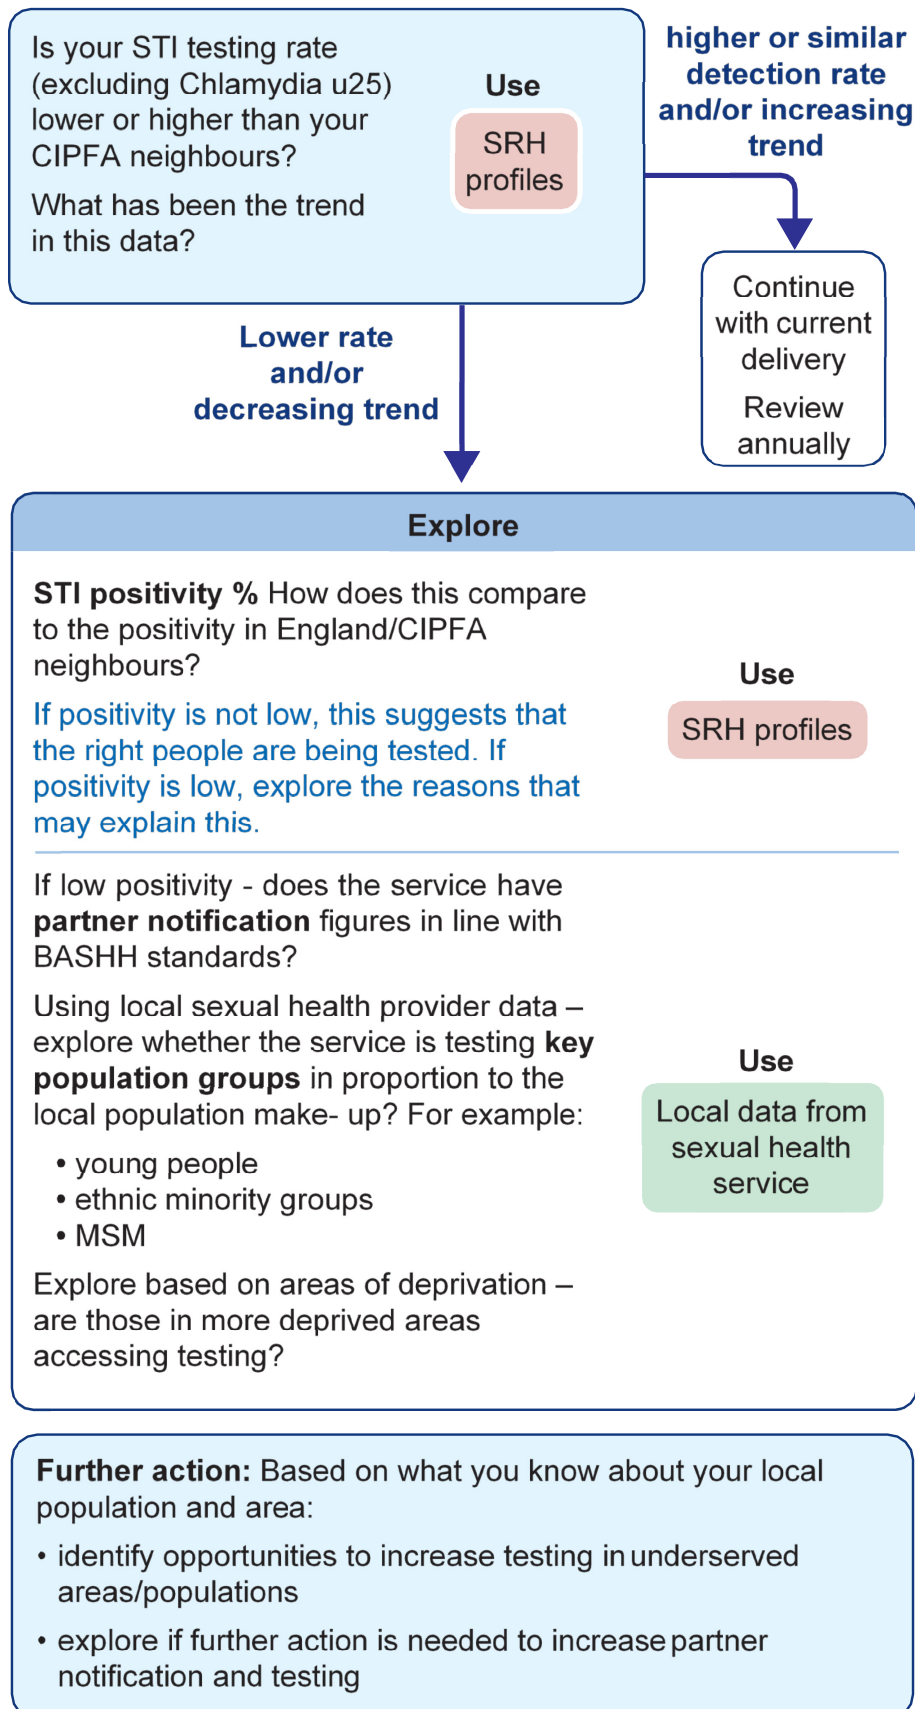 Is your STI testing rate
(excluding Chlamydia u25)
lower or higher than your
CIPFA neighbours?
What has been the trend
in this data?
Use
SRH
profiles
higher or similar
detection rate
and/or increasing
trend
Continue
with current
delivery
Review
annually
Lower rate
and/or
decreasing trend
Explore
STI positivity % How does this compare
to the positivity in England/CIPFA
neighbours?
If positivity is not low, this suggests that
the right people are being tested. If
positivity is low, explore the reasons that
may explain this.
Use
SRH profiles
If low positivity - does the service have
partner notification figures in line with
BASHH standards?
Using local sexual health provider data –
explore whether the service is testing key
population groups in proportion to the
local population make- up? For example:
• young people
• ethnic minority groups
• MSM
Explore based on areas of deprivation –
are those in more deprived areas
accessing testing?
Use
Local data from
sexual health
service
Further action: Based on what you know about your local
population and area:
• identify opportunities to increase testing in underserved
areas/populations
• explore if further action is needed to increase partner
notification and testing